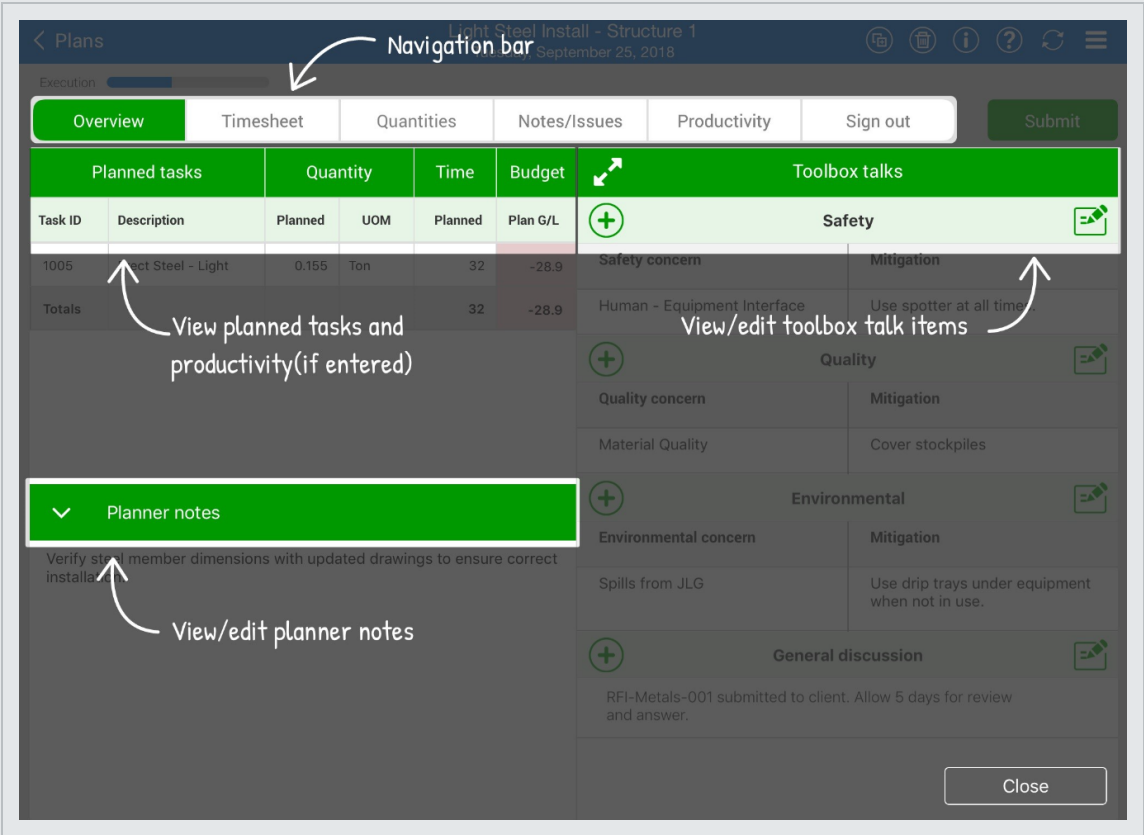 Plans
Light Steel Install - Structure 1
Tuesday, September 25, 2018
Navigation bar
Execution
Overview Timesheet Quantities Notes/Issues Productivity Sign out Submit
Planned tasks Quantity Time Budget Toolbox talks
Task ID Description Planned UOM Planned Plan G/L Safety
Safety concern Mitigation
1005 Erect Steel - Light 0.155 Ton 32 -28.9
Human - Equipment Interface Use spotter at all times.
Totals 32 -28.9
View planned tasks and
productivity(if entered)
View/edit toolbox talk items
Quality
Quality concern Mitigation
Material Quality Cover stockpiles
Planner notes
Environmental
Environmental concern Mitigation
Verify steel member dimensions with updated drawings to ensure correct
installation.
Spills from JLG Use drip trays under equipment
when not in use.
View/edit planner notes
General discussion
RFI-Metals-001 submitted to client. Allow 5 days for review
and answer.
Close